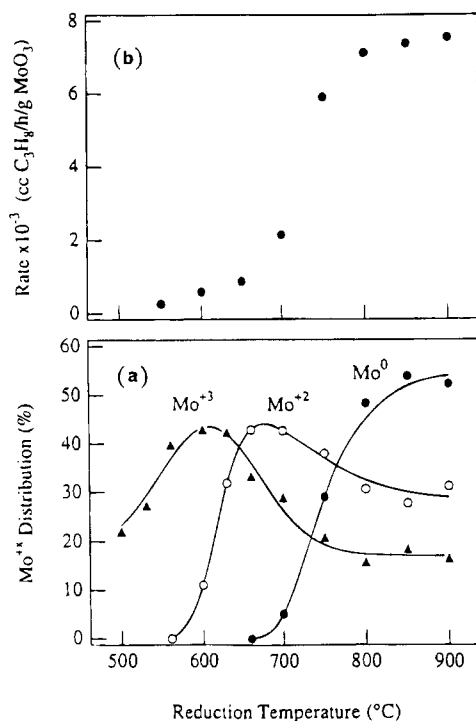 8
6
4
2
0
(b)
Rate x10⁻³ (cc C₃H₈/h/g MoO₃)
60
50
40
30
20
10
0
(a)
Mo⁺³
Mo⁺²
Mo⁰
Mo⁺ˣ Distribution (%)
500 600 700 800 900
Reduction Temperature (°C)